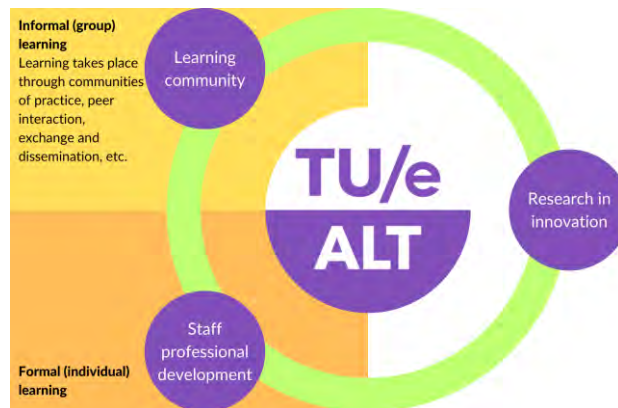 Informal (group)
learning
Learning takes place
through communities
of practice, peer
interaction,
exchange and
dissemination, etc.
Learning
community
TU/e
ALT
Research in
innovation
Staff
professional
development
Formal (individual)
learning